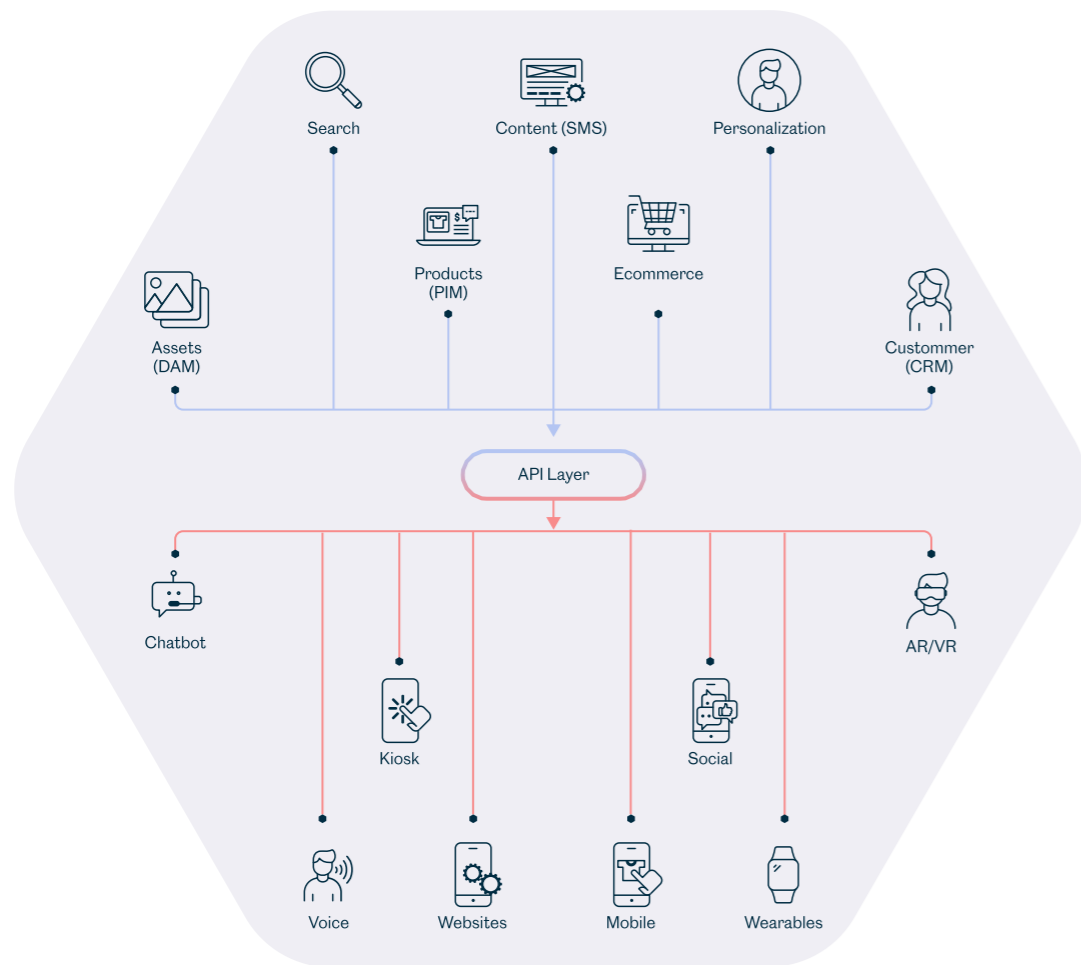 Search
Content (SMS)
Personalization
Products
(PIM)
Ecommerce
Assets
(DAM)
Custommer
(CRM)
API Layer
Chatbot
AR/VR
Kiosk
Social
Voice
Websites
Mobile
Wearables